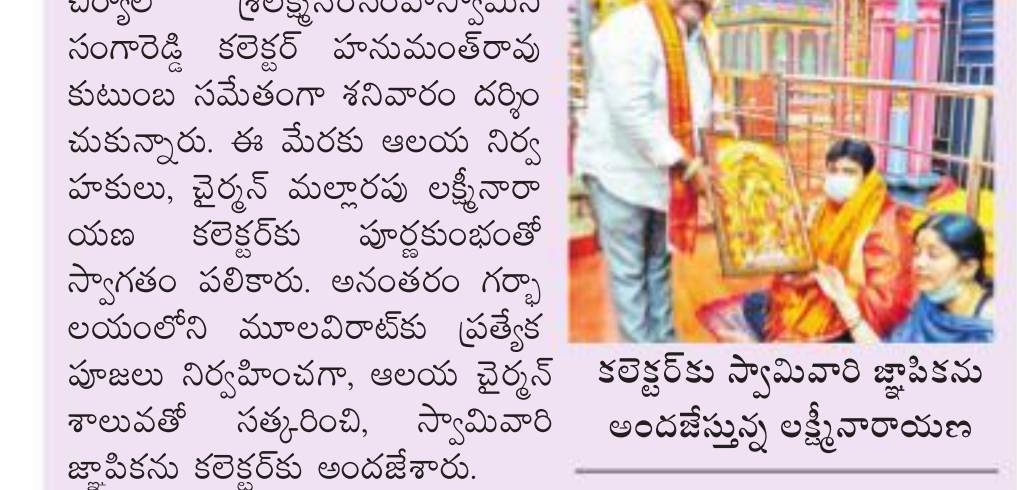 సంగారెడ్డి కలెక్టర్ హనుమంత్‌రావు
కుటుంబ సమేతంగా శనివారం దర్శిం
చుకున్నారు. ఈ మేరకు ఆలయ నిర్వ
హకులు, చైర్మన్ మల్లారపు లక్ష్మీనారా
యణ కలెక్టర్‌కు పూర్ణకుంభంతో
స్వాగతం పలికారు. అనంతరం గర్భా
లయంలోని మూలవిరాట్‌కు ప్రత్యేక
పూజలు నిర్వహించగా, ఆలయ చైర్మన్
శాలువతో సత్కరించి, స్వామివారి
జ్ఞాపికను కలెక్టర్‌కు అందజేశారు.
కలెక్టర్‌కు స్వామివారి జ్ఞాపికను
అందజేస్తున్న లక్ష్మీనారాయణ